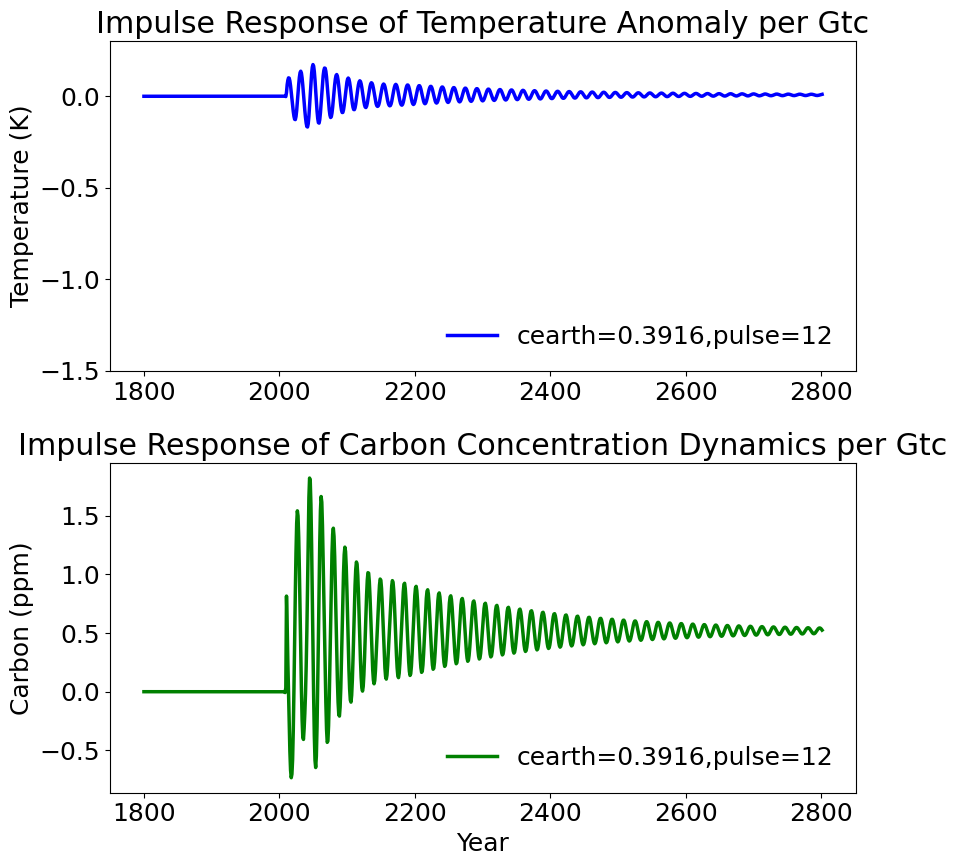 Impulse Response of Temperature Anomaly per Gtc
Temperature (K)
0.0
−0.5
−1.0
−1.5
cearth=0.3916,pulse=12
1800 2000 2200 2400 2600 2800
Impulse Response of Carbon Concentration Dynamics per Gtc
Carbon (ppm)
1.5
1.0
0.5
0.0
−0.5
cearth=0.3916,pulse=12
1800 2000 2200 2400 2600 2800
Year